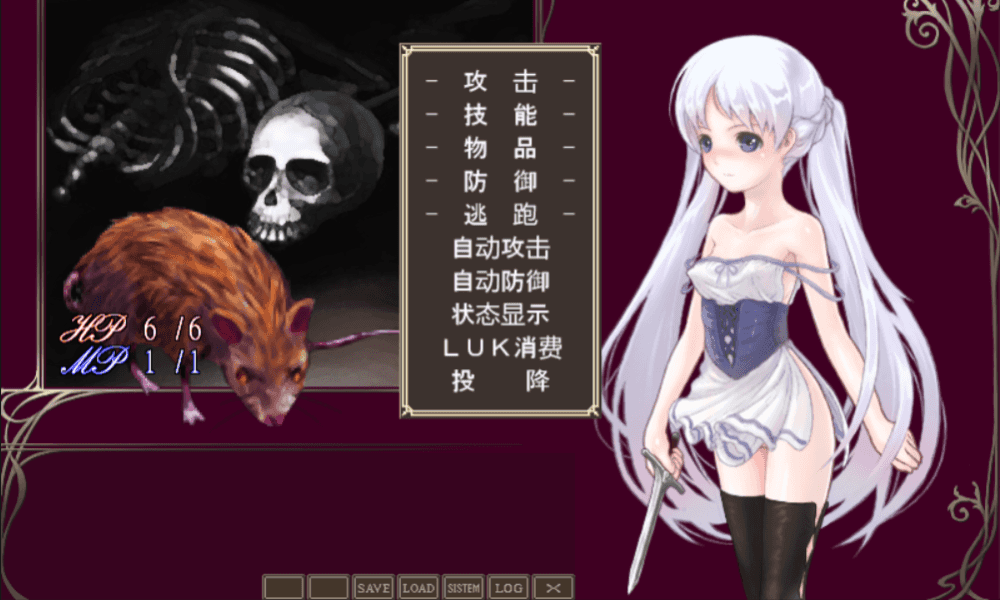 - 攻 击 -
- 技 能 -
- 物 品 -
- 防 御 -
- 逃 跑 -
自动攻击
自动防御
状态显示
LUK消费
投 降
HP 6 /6
MP 1 /1
SAVE LOAD SISTEM LOG